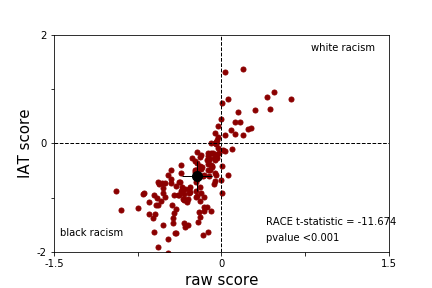 2
white racism
IAT score
0
RACE t-statistic = -11.674
black racism
pvalue <0.001
-2
-1.5
0
1.5
raw score